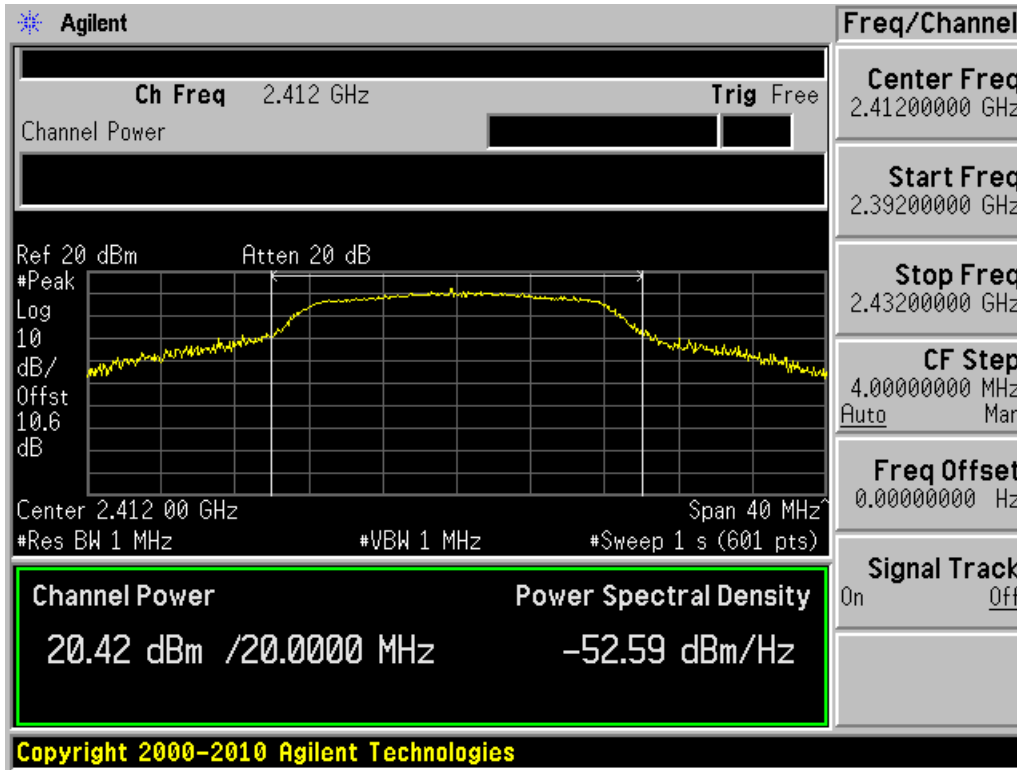 Agilent
Freq/Channel
Ch Freq 2.412 GHz Trig Free
Channel Power
Center Freq
2.41200000 GHz
Start Freq
2.39200000 GHz
Stop Freq
2.43200000 GHz
CF Step
4.00000000 MHz
Auto Man
Freq Offset
0.00000000 Hz
Signal Track
On Off
Ref 20 dBm Atten 20 dB
#Peak
Log
10
dB/
Offst
10.6
dB
Center 2.412 00 GHz Span 40 MHz^
#Res BW 1 MHz #VBW 1 MHz #Sweep 1 s (601 pts)
Channel Power Power Spectral Density
20.42 dBm /20.0000 MHz -52.59 dBm/Hz
Copyright 2000-2010 Agilent Technologies